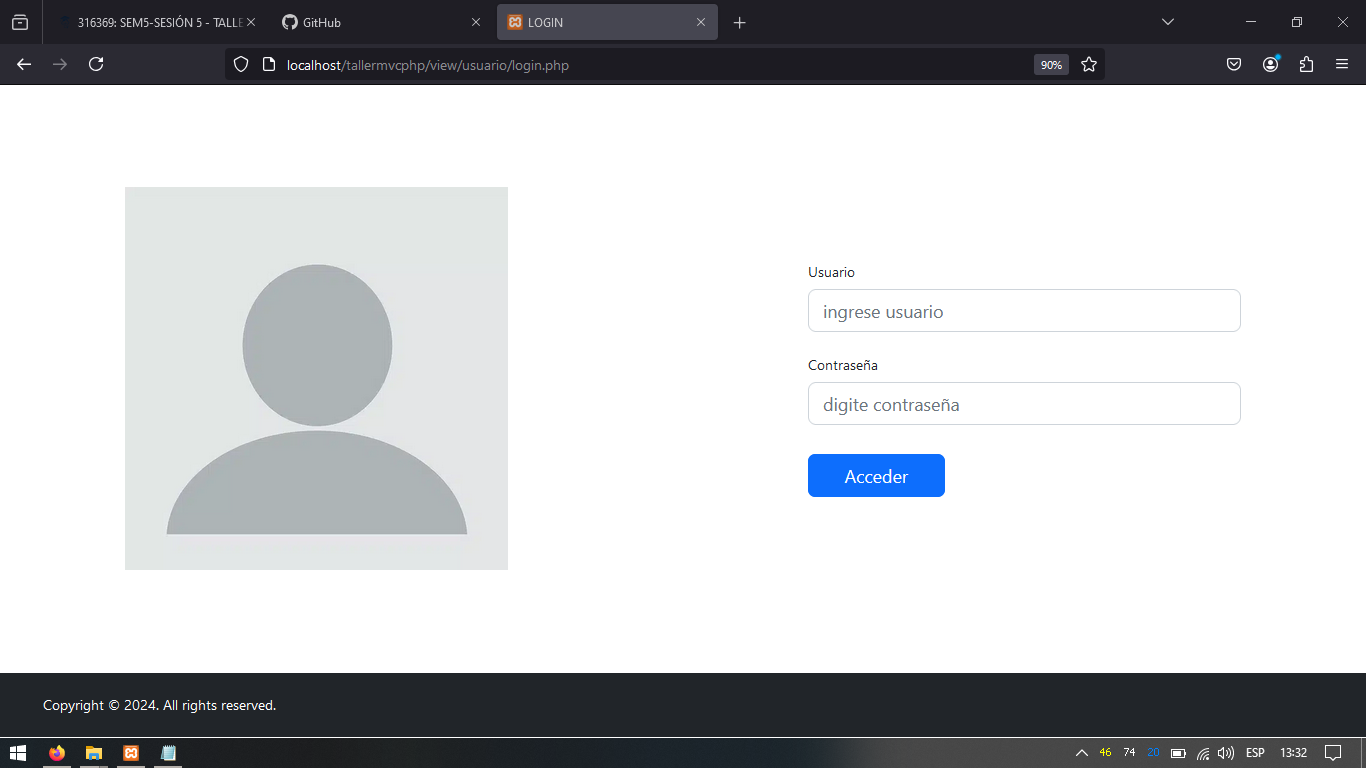 316369: SEM5-SESIÓN 5 - TALLE
GitHub
LOGIN
localhost/tallermvcphp/view/usuario/login.php
90%
Usuario
ingrese usuario
Contraseña
digite contraseña
Acceder
Copyright © 2024. All rights reserved.
46 74 20 ESP 13:32